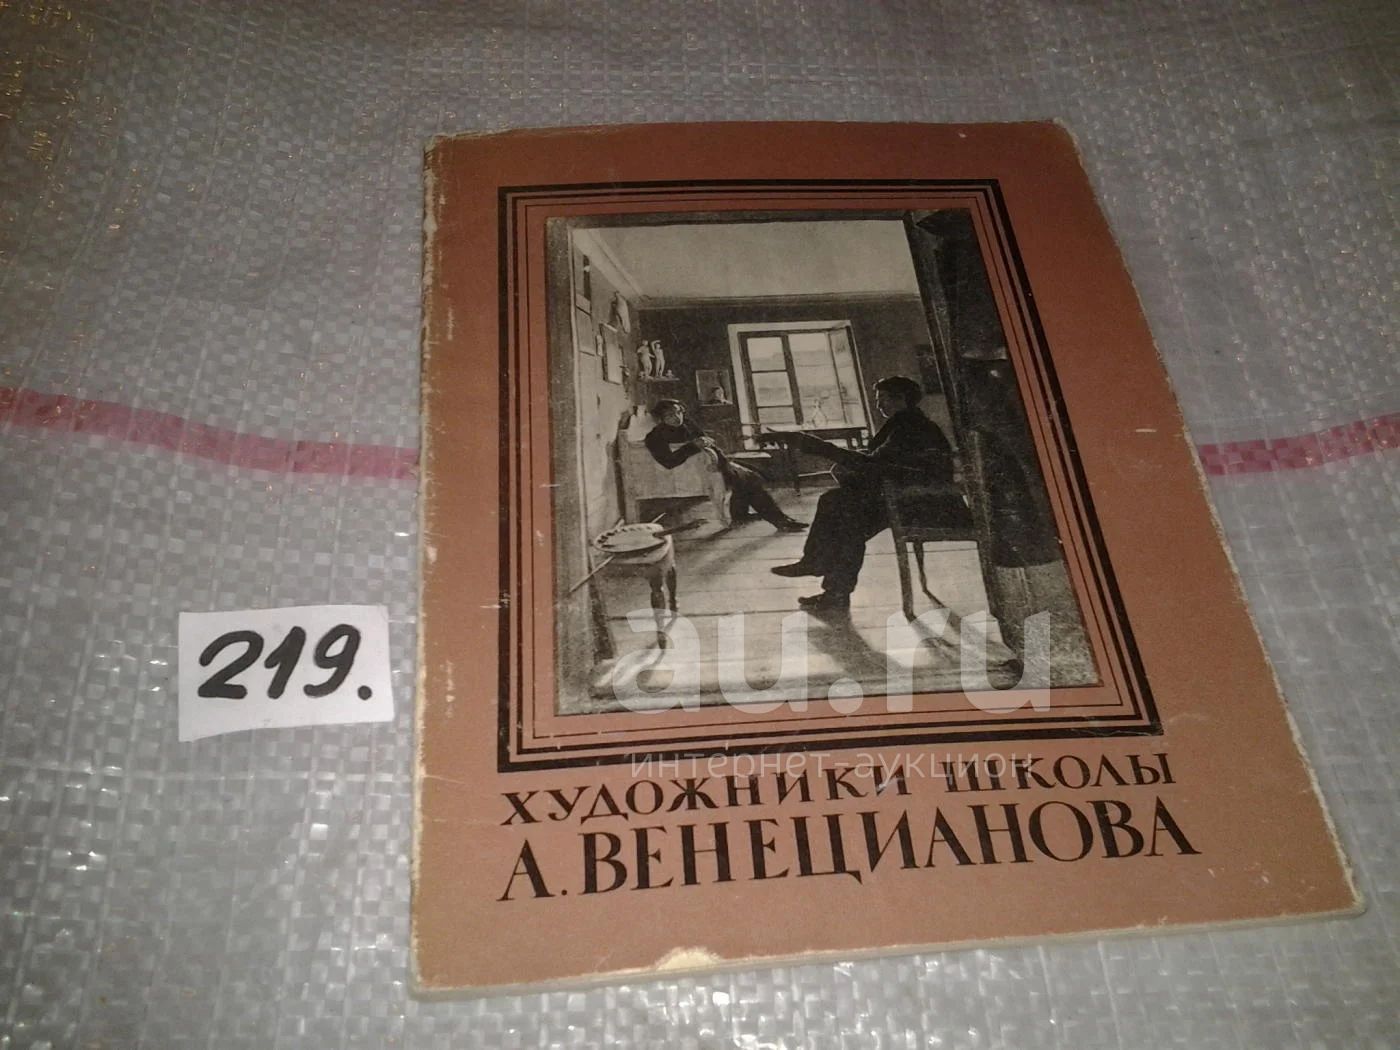 219.
au.ru
интернет-аукцион
ХУДОЖНИКИ ШКОЛЫ
А. ВЕНЕЦИАНОВА